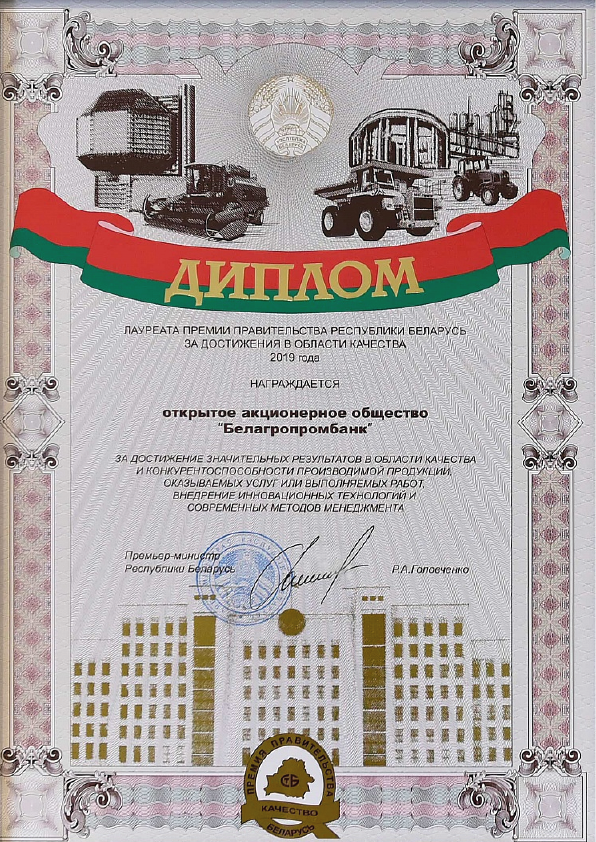 ДИПЛОМ
ЛАУРЕАТА ПРЕМИИ ПРАВИТЕЛЬСТВА РЕСПУБЛИКИ БЕЛАРУСЬ
ЗА ДОСТИЖЕНИЯ В ОБЛАСТИ КАЧЕСТВА
2019 года
НАГРАЖДАЕТСЯ
открытое акционерное общество
"Белагропромбанк"
ЗА ДОСТИЖЕНИЕ ЗНАЧИТЕЛЬНЫХ РЕЗУЛЬТАТОВ В ОБЛАСТИ КАЧЕСТВА
И КОНКУРЕНТОСПОСОБНОСТИ ПРОИЗВОДИМОЙ ПРОДУКЦИИ,
ОКАЗЫВАЕМЫХ УСЛУГ ИЛИ ВЫПОЛНЯЕМЫХ РАБОТ,
ВНЕДРЕНИЕ ИННОВАЦИОННЫХ ТЕХНОЛОГИЙ И
СОВРЕМЕННЫХ МЕТОДОВ МЕНЕДЖМЕНТА
Премьер-министр
Республики Беларусь Р.А.Головченко
ПРЕМИЯ ПРАВИТЕЛЬСТВА
КАЧЕСТВО
БЕЛАРУСЬ